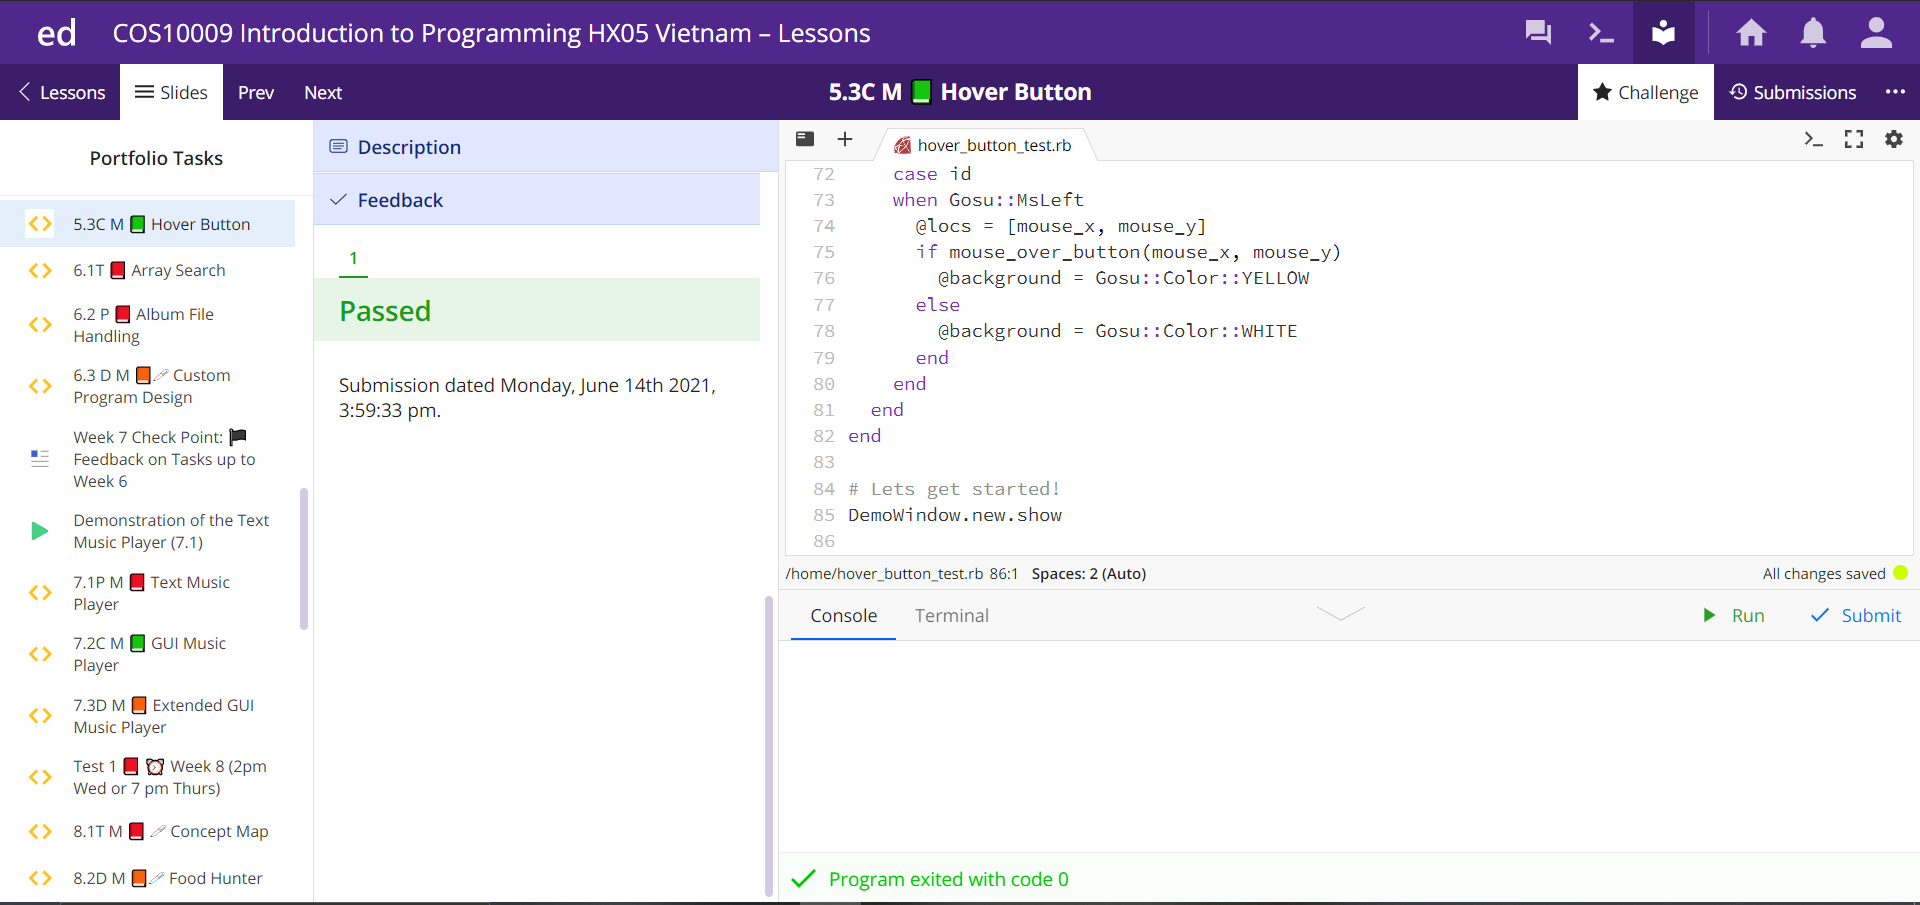 ed COS10009 Introduction to Programming HX05 Vietnam – Lessons
Lessons Slides Prev Next 5.3C M Hover Button Challenge Submissions
Portfolio Tasks
5.3C M Hover Button
6.1T Array Search
6.2 P Album File
Handling
6.3 D M Custom
Program Design
Week 7 Check Point:
Feedback on Tasks up to
Week 6
Demonstration of the Text
Music Player (7.1)
7.1P M Text Music
Player
7.2C M GUI Music
Player
7.3D M Extended GUI
Music Player
Test 1 Week 8 (2pm
Wed or 7 pm Thurs)
8.1T M Concept Map
8.2D M Food Hunter
Description
Feedback
1
Passed
Submission dated Monday, June 14th 2021,
3:59:33 pm.
hover_button_test.rb
72 case id
73 when Gosu::MsLeft
74 @locs = [mouse_x, mouse_y]
75 if mouse_over_button(mouse_x, mouse_y)
76 @background = Gosu::Color::YELLOW
77 else
78 @background = Gosu::Color::WHITE
79 end
80 end
81 end
82 end
83
84 # Lets get started!
85 DemoWindow.new.show
86
/home/hover_button_test.rb 86:1 Spaces: 2 (Auto) All changes saved
Console Terminal Run Submit
Program exited with code 0